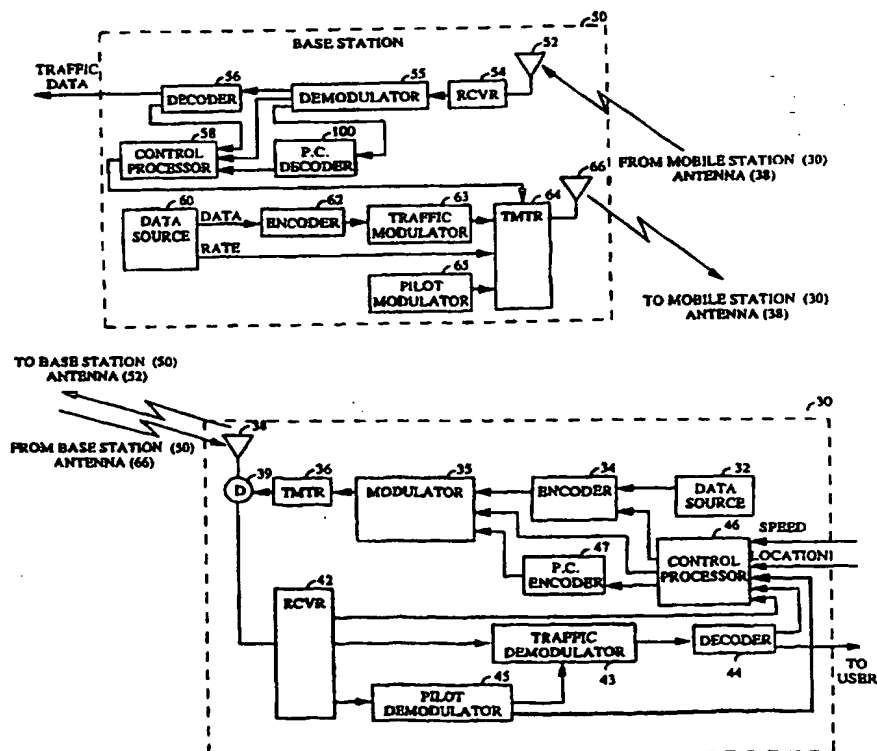 50
BASE STATION
52
TRAFFIC
DATA
56
DECODER
55
DEMODULATOR
54
RCVR
58
CONTROL
PROCESSOR
100
P.C.
DECODER
FROM MOBILE STATION (30)
ANTENNA (38)
66
60
DATA
SOURCE
DATA
RATE
62
ENCODER
63
TRAFFIC
MODULATOR
64
TMTR
65
PILOT
MODULATOR
TO MOBILE STATION (30)
ANTENNA (38)
TO BASE STATION (50)
ANTENNA (52)
FROM BASE STATION (50)
ANTENNA (66)
30
38
39
D
36
TMTR
35
MODULATOR
34
ENCODER
32
DATA
SOURCE
46
CONTROL
PROCESSOR
SPEED
LOCATION
47
P.C.
ENCODER
42
RCVR
TRAFFIC
DEMODULATOR
43
DECODER
44
TO
USER
45
PILOT
DEMODULATOR